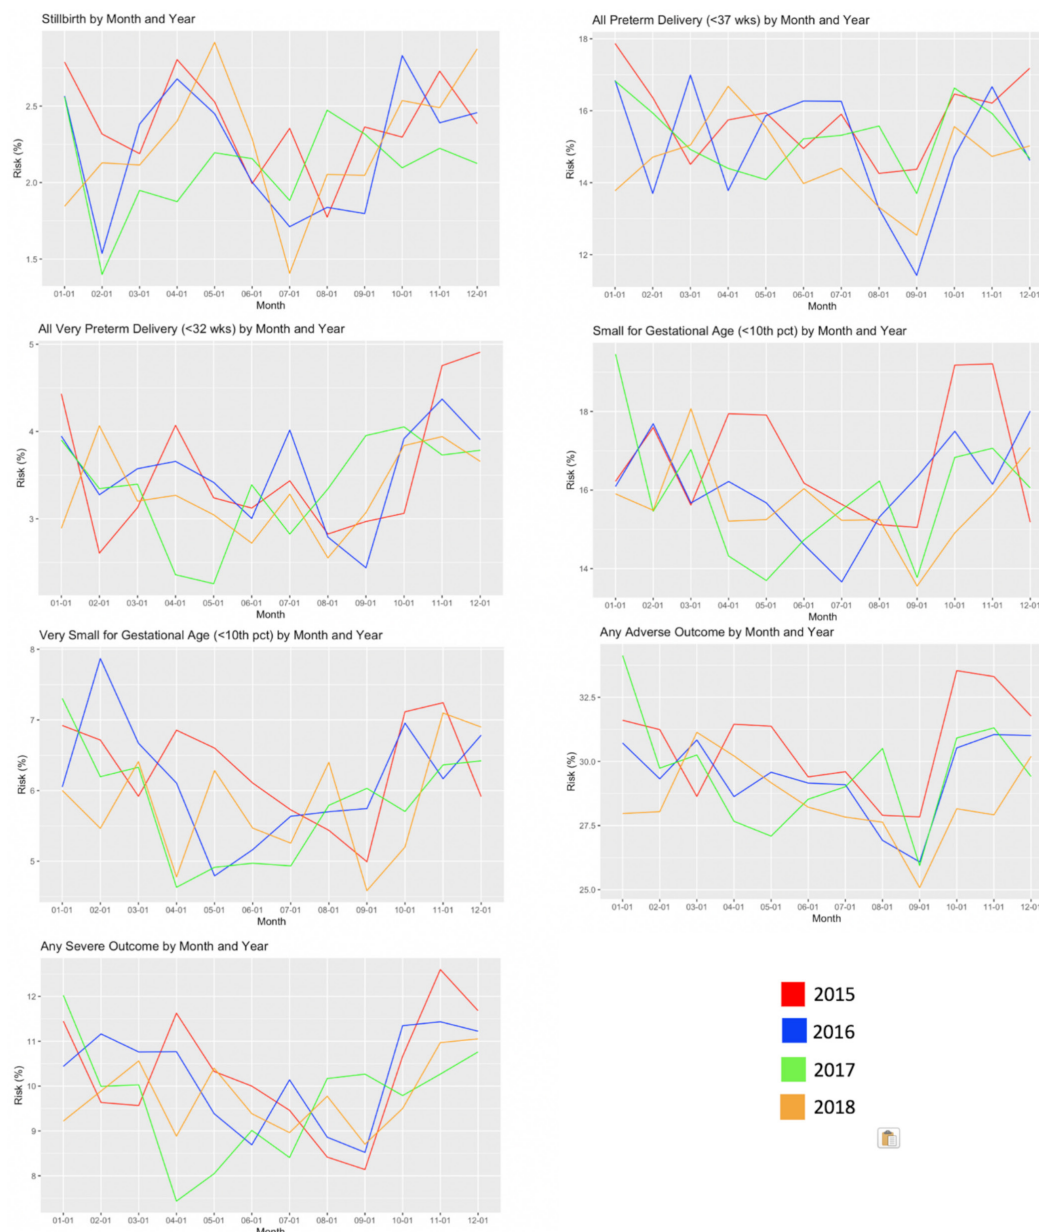 Stillbirth by Month and Year
Risk (%)
2.5
2.0
1.5
01-01 02-01 03-01 04-01 05-01 06-01 07-01 08-01 09-01 10-01 11-01 12-01
Month
All Preterm Delivery (<37 wks) by Month and Year
Risk (%)
18
16
14
12
01-01 02-01 03-01 04-01 05-01 06-01 07-01 08-01 09-01 10-01 11-01 12-01
Month
All Very Preterm Delivery (<32 wks) by Month and Year
Risk (%)
5
4
3
01-01 02-01 03-01 04-01 05-01 06-01 07-01 08-01 09-01 10-01 11-01 12-01
Month
Small for Gestational Age (<10th pct) by Month and Year
Risk (%)
18
16
14
01-01 02-01 03-01 04-01 05-01 06-01 07-01 08-01 09-01 10-01 11-01 12-01
Month
Very Small for Gestational Age (<10th pct) by Month and Year
Risk (%)
8
7
6
5
01-01 02-01 03-01 04-01 05-01 06-01 07-01 08-01 09-01 10-01 11-01 12-01
Month
Any Adverse Outcome by Month and Year
Risk (%)
32.5
30.0
27.5
25.0
01-01 02-01 03-01 04-01 05-01 06-01 07-01 08-01 09-01 10-01 11-01 12-01
Month
Any Severe Outcome by Month and Year
Risk (%)
12
11
10
9
8
01-01 02-01 03-01 04-01 05-01 06-01 07-01 08-01 09-01 10-01 11-01 12-01
Month
2015
2016
2017
2018